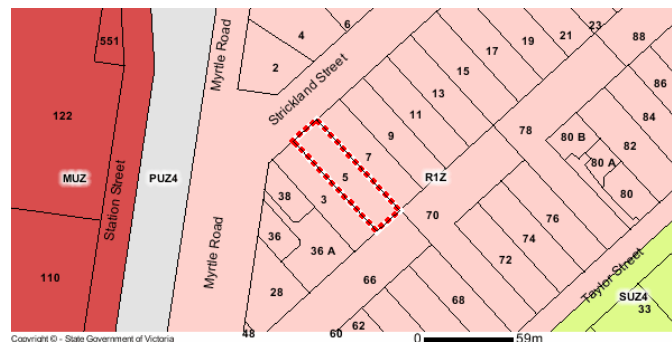 551
Myrtle Road
4
6
2
Strickland Street
17
19
21
23
88
15
13
11
9
7
5
3
122
MUZ
PUZ4
Station Street
R1Z
78
80 B
80 A
80
86
84
82
38
36
36 A
28
48
Myrtle Road
70
66
68
62
60
76
74
72
Taylor Street
SUZ4
33
110
Copyright © - State Government of Victoria
0 59m